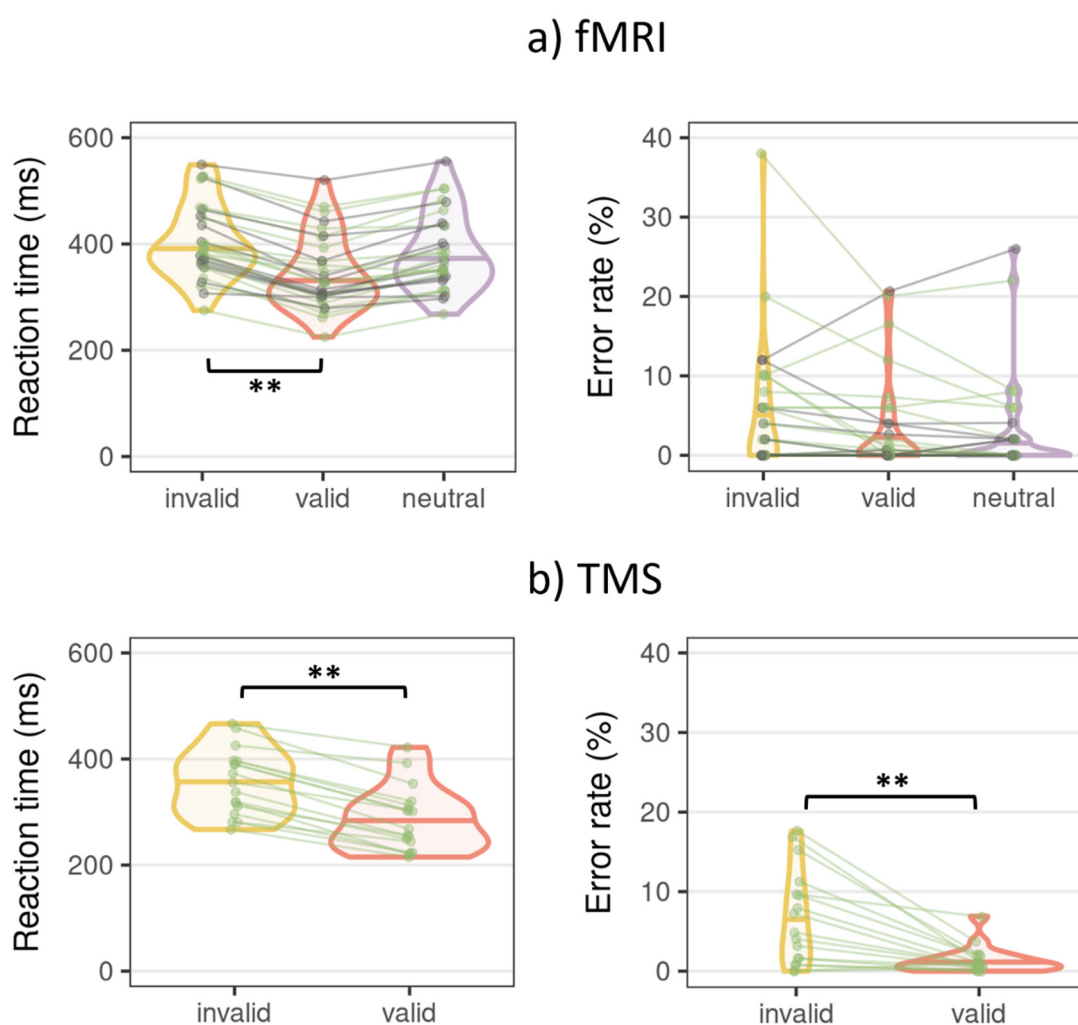 a) fMRI
Reaction time (ms)
600
400
200
0
**
invalid valid neutral
Error rate (%)
40
30
20
10
0
invalid valid neutral
b) TMS
Reaction time (ms)
600
400
200
0
**
invalid valid
Error rate (%)
40
30
20
10
0
**
invalid valid